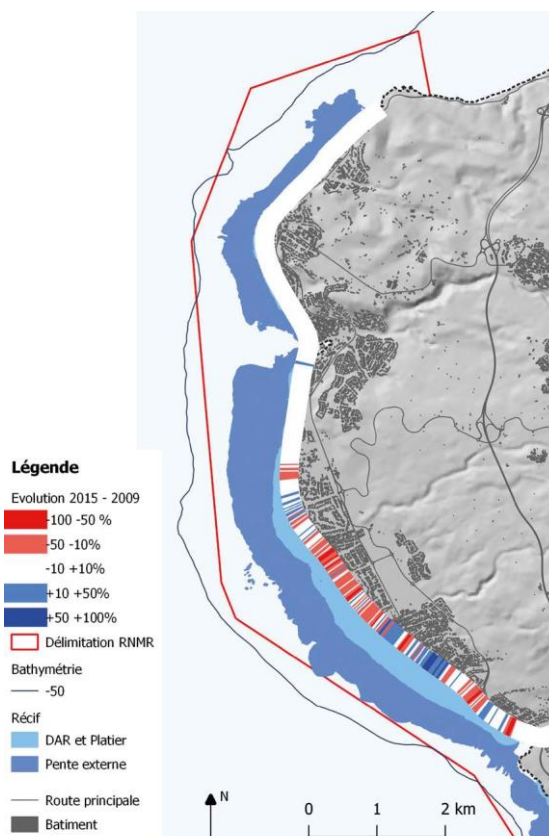 Légende
Evolution 2015 - 2009
-100 -50 %
-50 -10%
-10 +10%
+10 +50%
+50 +100%
Délimitation RNMR
Bathymétrie
-50
Récif
DAR et Platier
Pente externe
Route principale
Batiment
N
0 1 2 km